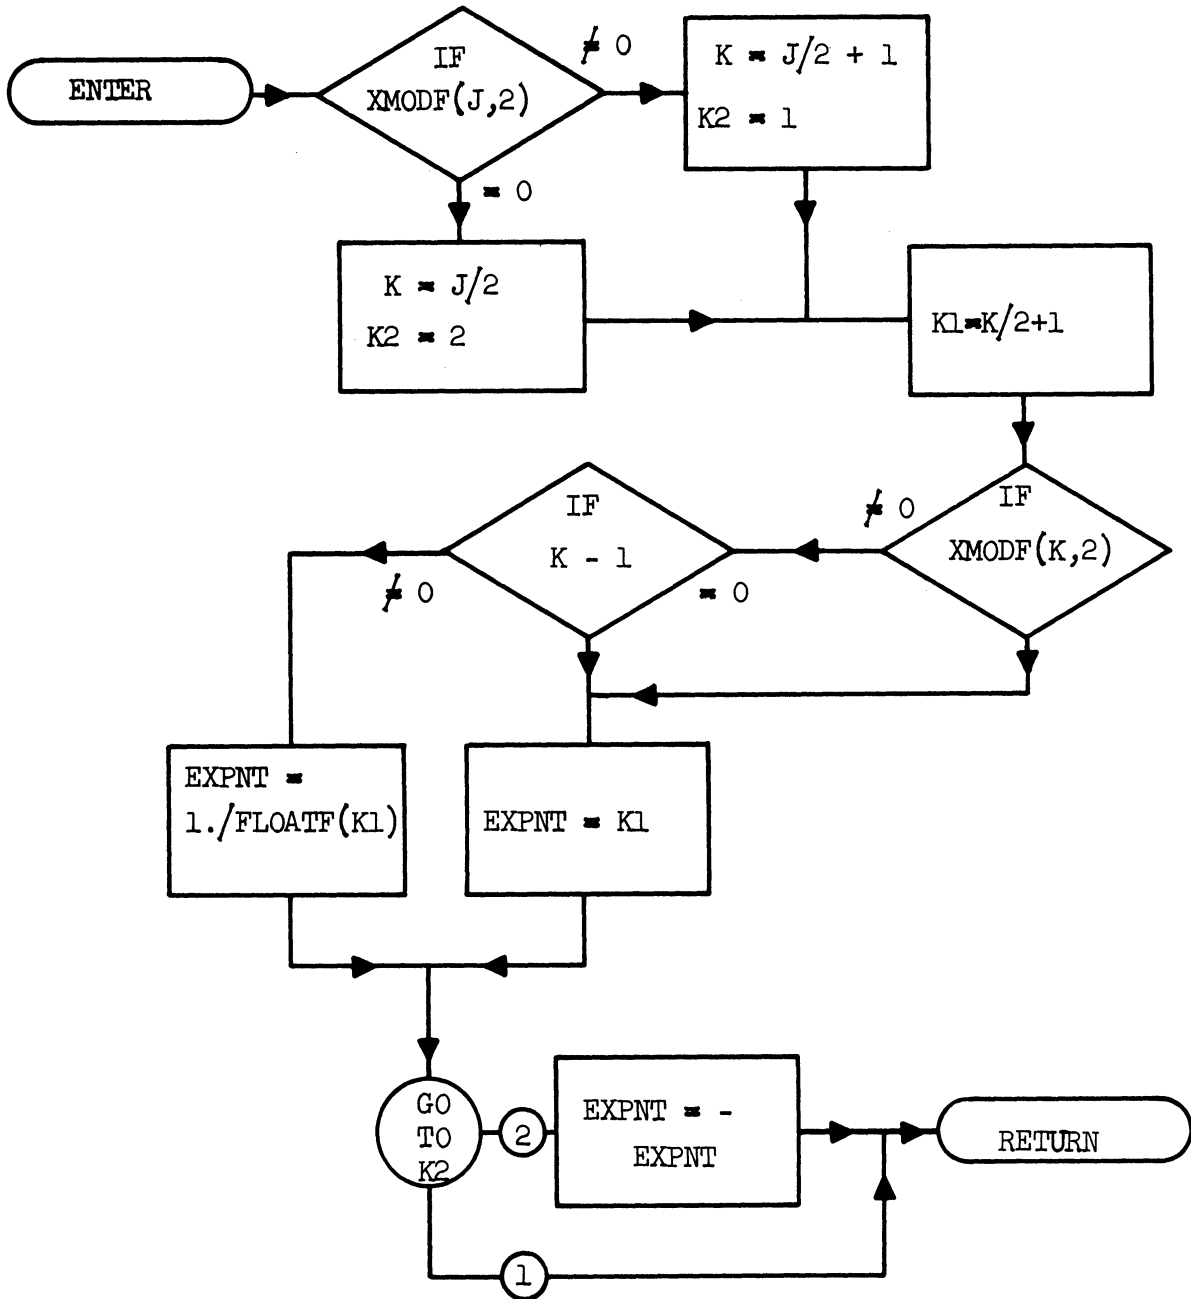 ENTER
IF
XMODF(J,2)
≠ 0
= 0
K = J/2 + 1
K2 = 1
K = J/2
K2 = 2
K1=K/2+1
IF
XMODF(K,2)
≠ 0
IF
K - 1
≠ 0
= 0
EXPNT =
1./FLOATF(K1)
EXPNT = K1
GO
TO
K2
2
EXPNT = -
EXPNT
RETURN
1